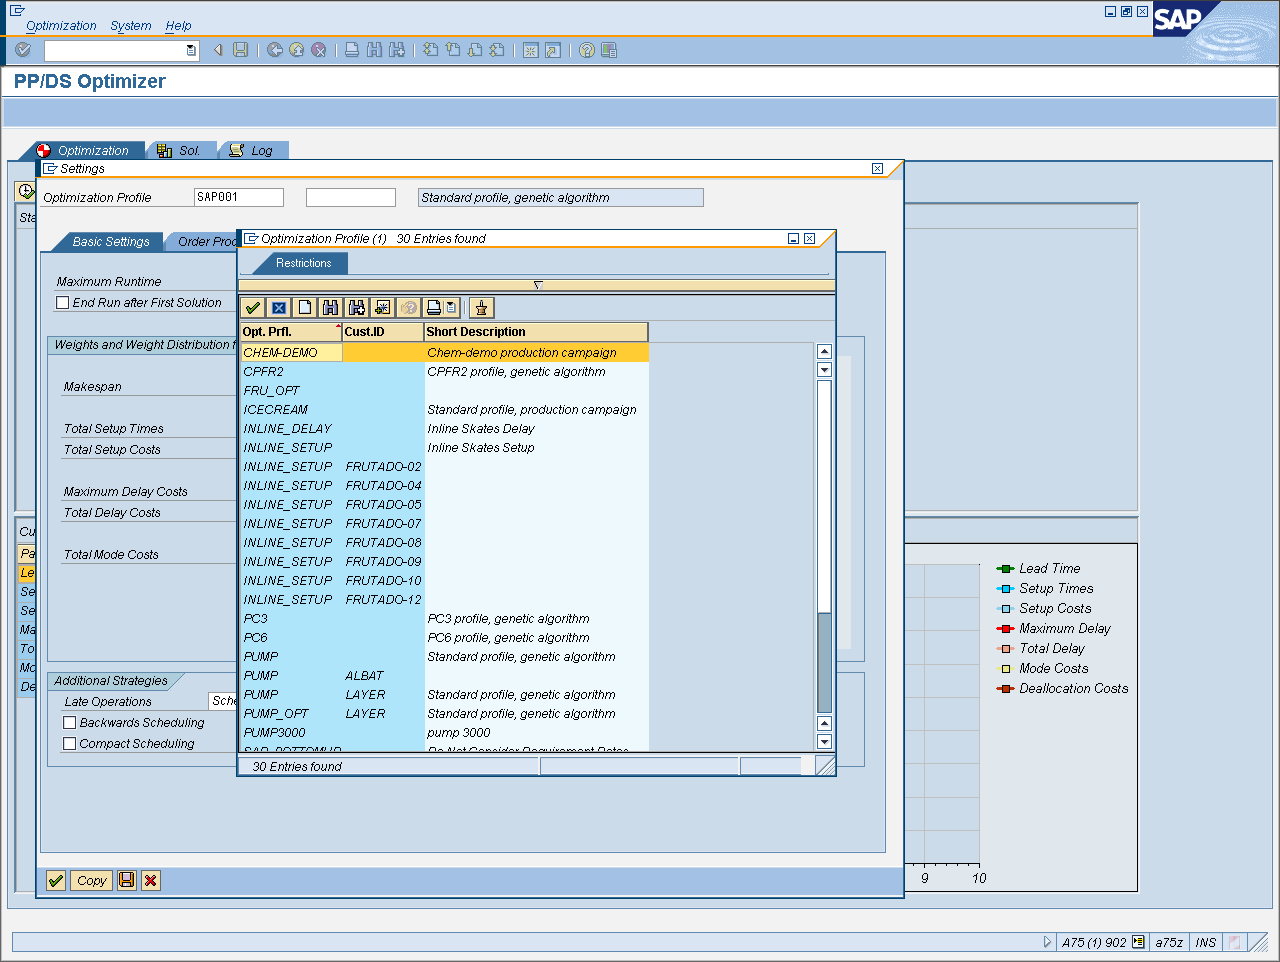 Optimization System Help
SAP
PP/DS Optimizer
Optimization Sol. Log
Settings
Optimization Profile SAP001 Standard profile, genetic algorithm
Sta
Basic Settings Order Proc
Maximum Runtime
End Run after First Solution
Weights and Weight Distribution f
Makespan
Total Setup Times
Total Setup Costs
Maximum Delay Costs
Total Delay Costs
Total Mode Costs
Additional Strategies
Late Operations Sche
Backwards Scheduling
Compact Scheduling
Copy
Optimization Profile (1) 30 Entries found
Restrictions
Opt. Prfl. Cust.ID Short Description
CHEM-DEMO Chem-demo production campaign
CPFR2 CPFR2 profile, genetic algorithm
FRU_OPT
ICECREAM Standard profile, production campaign
INLINE_DELAY Inline Skates Delay
INLINE_SETUP Inline Skates Setup
INLINE_SETUP FRUTADO-02
INLINE_SETUP FRUTADO-04
INLINE_SETUP FRUTADO-05
INLINE_SETUP FRUTADO-07
INLINE_SETUP FRUTADO-08
INLINE_SETUP FRUTADO-09
INLINE_SETUP FRUTADO-10
INLINE_SETUP FRUTADO-12
PC3 PC3 profile, genetic algorithm
PC6 PC6 profile, genetic algorithm
PUMP Standard profile, genetic algorithm
PUMP ALBAT
PUMP LAYER Standard profile, genetic algorithm
PUMP_OPT LAYER Standard profile, genetic algorithm
PUMP3000 pump 3000
30 Entries found
Cu
Pa
Le
Se
Se
Ma
To
Mo
De
Lead Time
Setup Times
Setup Costs
Maximum Delay
Total Delay
Mode Costs
Deallocation Costs
9 10
A75 (1) 902 a75z INS